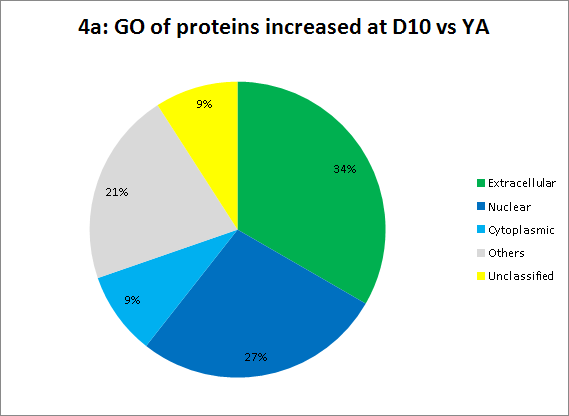 4a: GO of proteins increased at D10 vs YA
9%
34%
21%
9%
27%
Extracellular
Nuclear
Cytoplasmic
Others
Unclassified